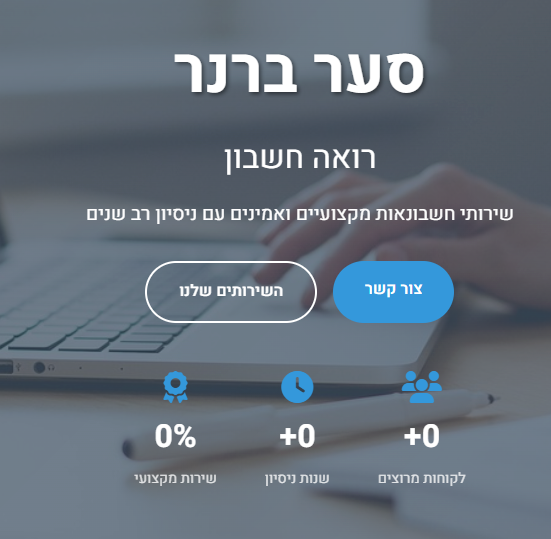 סער ברנר
רואה חשבון
שירותי חשבונאות מקצועיים ואמינים עם ניסיון רב שנים
צור קשר
השירותים שלנו
0+
לקוחות מרוצים
0+
שנות ניסיון
0%
שירות מקצועי